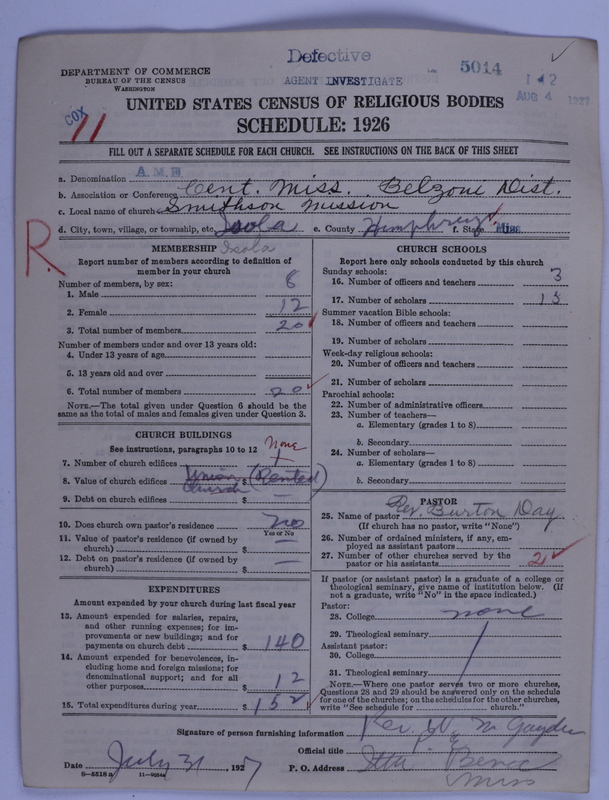 Defective
DEPARTMENT OF COMMERCE
BUREAU OF THE CENSUS
WASHINGTON
AGENT INVESTIGATE
5014
1 42
AUG 4 1927
COX
11
UNITED STATES CENSUS OF RELIGIOUS BODIES
SCHEDULE: 1926
FILL OUT A SEPARATE SCHEDULE FOR EACH CHURCH. SEE INSTRUCTIONS ON THE BACK OF THIS SHEET
a. Denomination A.M.E
b. Association or Conference Cent. Miss. Belzoni Dist.
c. Local name of church Smithson Mission
d. City, town, village, or township, etc. Isola e. County Humphreys f. State Miss.
R.
MEMBERSHIP Isola
Report number of members according to definition of
member in your church
Number of members, by sex:
1. Male 8
2. Female 12
3. Total number of members 20
Number of members under and over 13 years old:
4. Under 13 years of age
5. 13 years old and over
6. Total number of members 20
NOTE.—The total given under Question 6 should be the
same as the total of males and females given under Question 3.
CHURCH BUILDINGS
See instructions, paragraphs 10 to 12 None
7. Number of church edifices 1
8. Value of church edifices Union Church $ (Rented)
9. Debt on church edifices $ —
10. Does church own pastor's residence no
Yes or No
11. Value of pastor's residence (if owned by
church) $ —
12. Debt on pastor's residence (if owned by
church) $ —
EXPENDITURES
Amount expended by your church during last fiscal year
13. Amount expended for salaries, repairs,
and other running expenses; for im-
provements or new buildings; and for
payments on church debt $ 140
14. Amount expended for benevolences, in-
cluding home and foreign missions; for
denominational support; and for all
other purposes $ 12
15. Total expenditures during year $ 152
CHURCH SCHOOLS
Report here only schools conducted by this church
Sunday schools:
16. Number of officers and teachers 3
17. Number of scholars 15
Summer vacation Bible schools:
18. Number of officers and teachers
19. Number of scholars
Week-day religious schools:
20. Number of officers and teachers
21. Number of scholars
Parochial schools:
22. Number of administrative officers
23. Number of teachers—
a. Elementary (grades 1 to 8)
b. Secondary
24. Number of scholars—
a. Elementary (grades 1 to 8)
b. Secondary
PASTOR
25. Name of pastor Rev. Burton Day
(If church has no pastor, write "None")
26. Number of ordained ministers, if any, em-
ployed as assistant pastors
27. Number of other churches served by the
pastor or his assistants 2
If pastor (or assistant pastor) is a graduate of a college or
theological seminary, give name of institution below. (If
not a graduate, write "No" in the space indicated.)
Pastor:
28. College none
29. Theological seminary
Assistant pastor:
30. College
31. Theological seminary
NOTE.—Where one pastor serves two or more churches,
Questions 28 and 29 should be answered only on the schedule
for one of the churches; on the schedules for the other churches,
write "See schedule for ______ church."
Signature of person furnishing information Rev. W. M Gayden
Official title
Date July 31, 1927 P. O. Address Itta Bena
Miss
8—5518 a 11—9264a